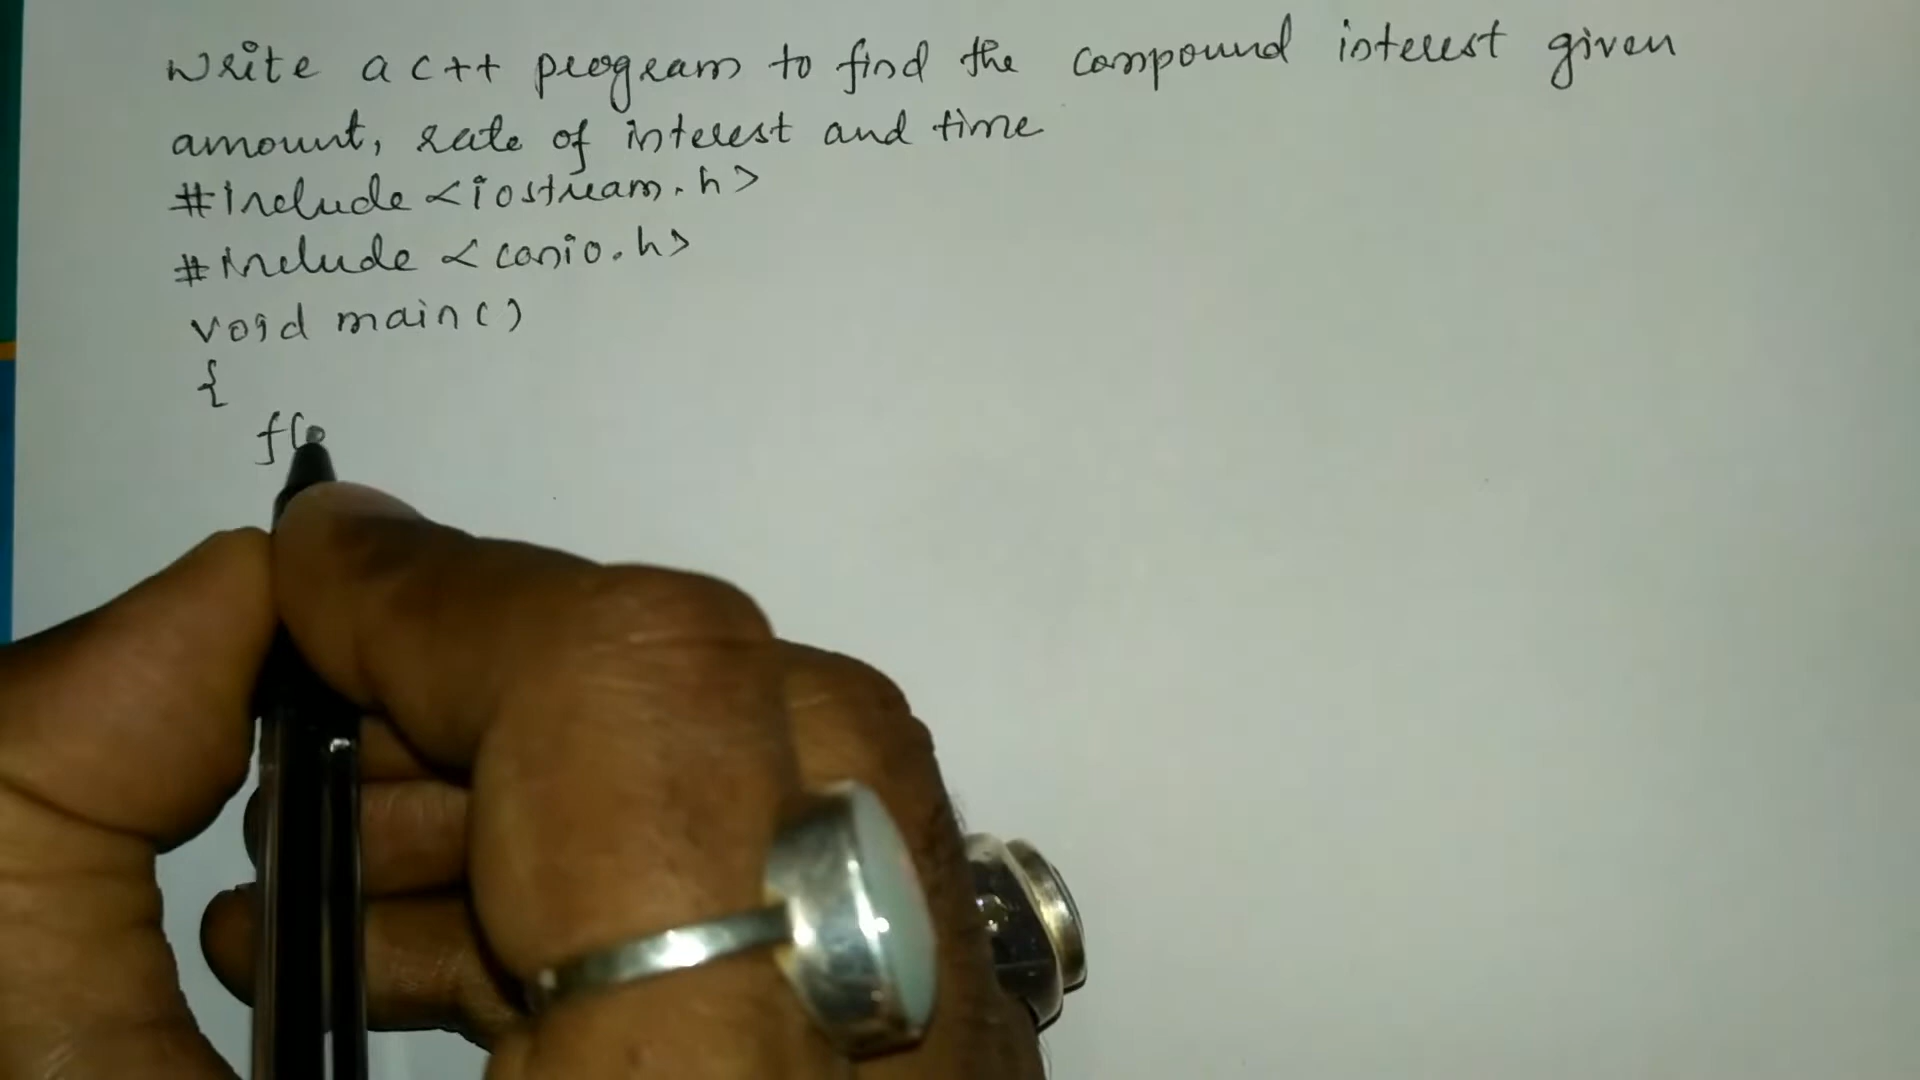 Write a c++ program to find the compound interest given
amount, rate of interest and time
#include <iostream.h>
#include <conio.h>
void main()
{